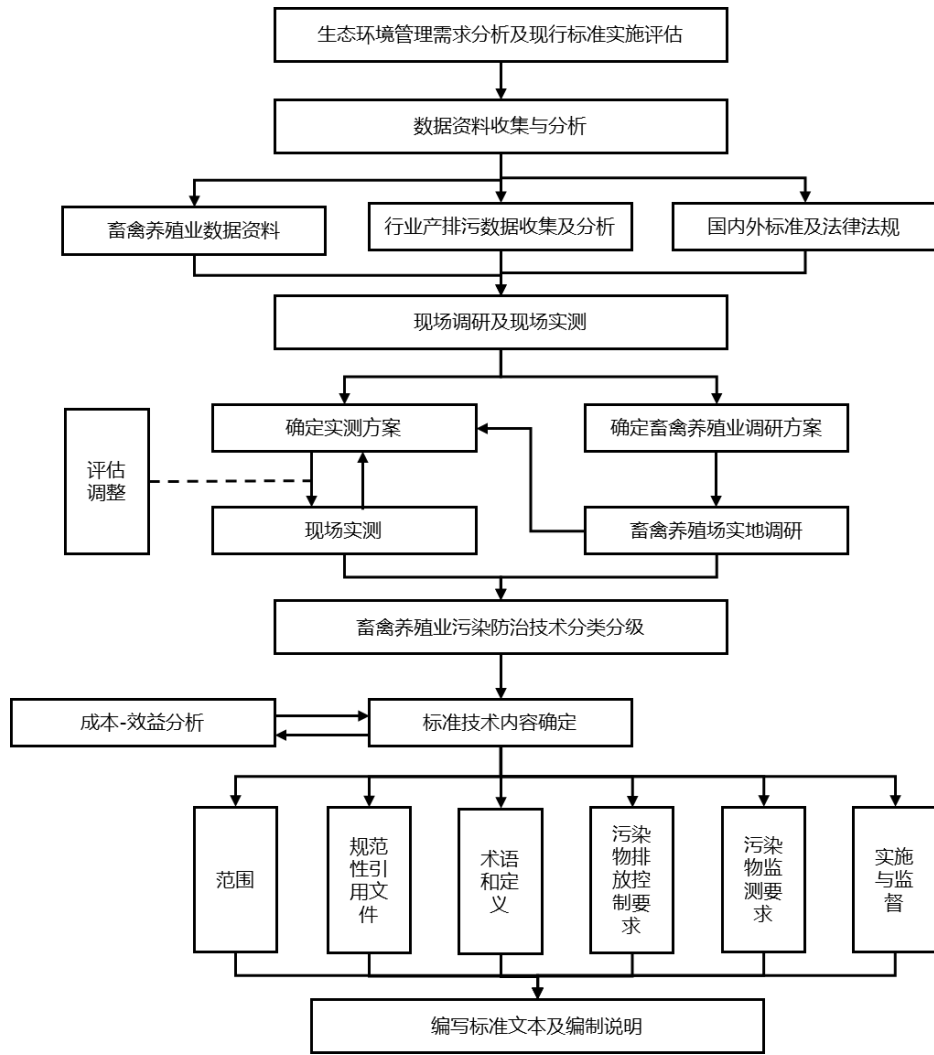 生态环境管理需求分析及现行标准实施评估
数据资料收集与分析
畜禽养殖业数据资料
行业产排污数据收集及分析
国内外标准及法律法规
现场调研及现场实测
确定实测方案
确定畜禽养殖业调研方案
评估
调整
现场实测
畜禽养殖场实地调研
畜禽养殖业污染防治技术分类分级
成本-效益分析
标准技术内容确定
范围
规范
性引
用文
件
术语
和定
义
污染
物排
放控
制要
求
污染
物监
测要
求
实施
与监
督
编写标准文本及编制说明